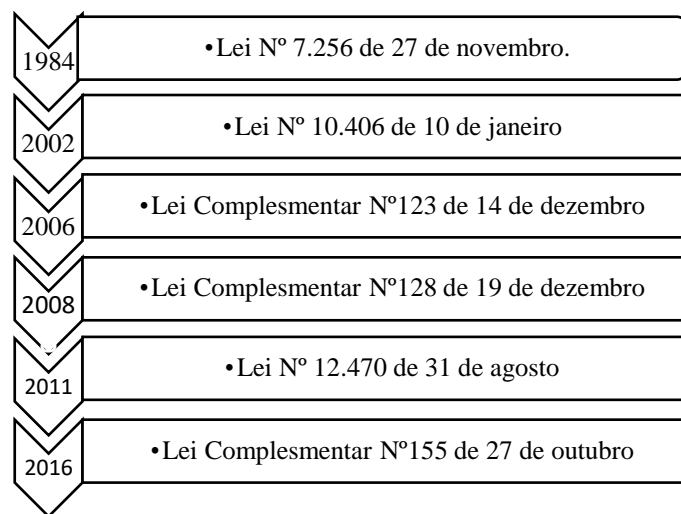 1984
•Lei Nº 7.256 de 27 de novembro.
2002
•Lei Nº 10.406 de 10 de janeiro
2006
•Lei Complesmentar Nº123 de 14 de dezembro
2008
•Lei Complesmentar Nº128 de 19 de dezembro
2011
•Lei Nº 12.470 de 31 de agosto
2016
•Lei Complesmentar Nº155 de 27 de outubro